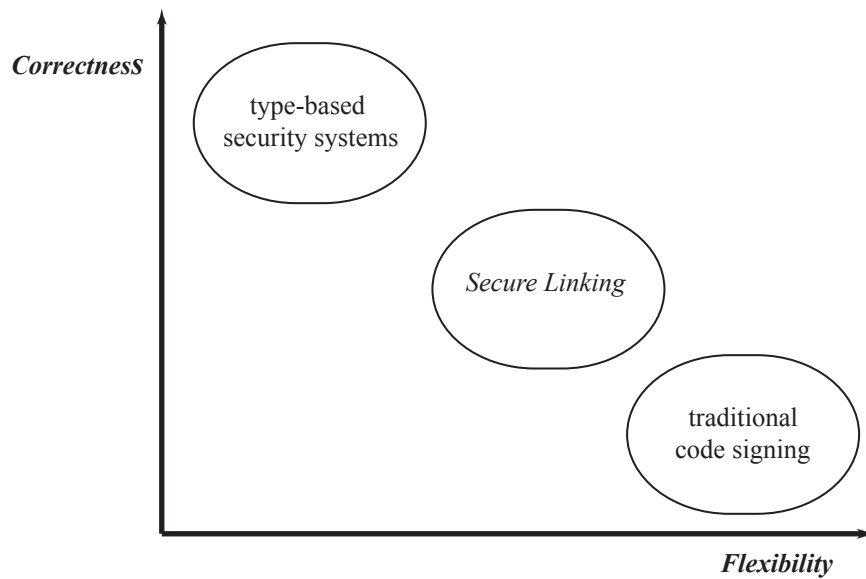 Correctness
type-based
security systems
Secure Linking
traditional
code signing
Flexibility